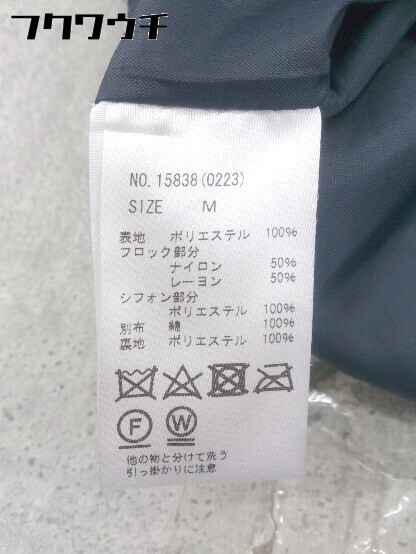 フクワウチ
NO.15838(0223)
SIZE M
表地 ポリエステル 100%
フロック部分
ナイロン 50%
レーヨン 50%
シフォン部分
ポリエステル 100%
別布 綿 100%
裏地 ポリエステル 100%
F W
他の物と分けて洗う
引っ掛かりに注意